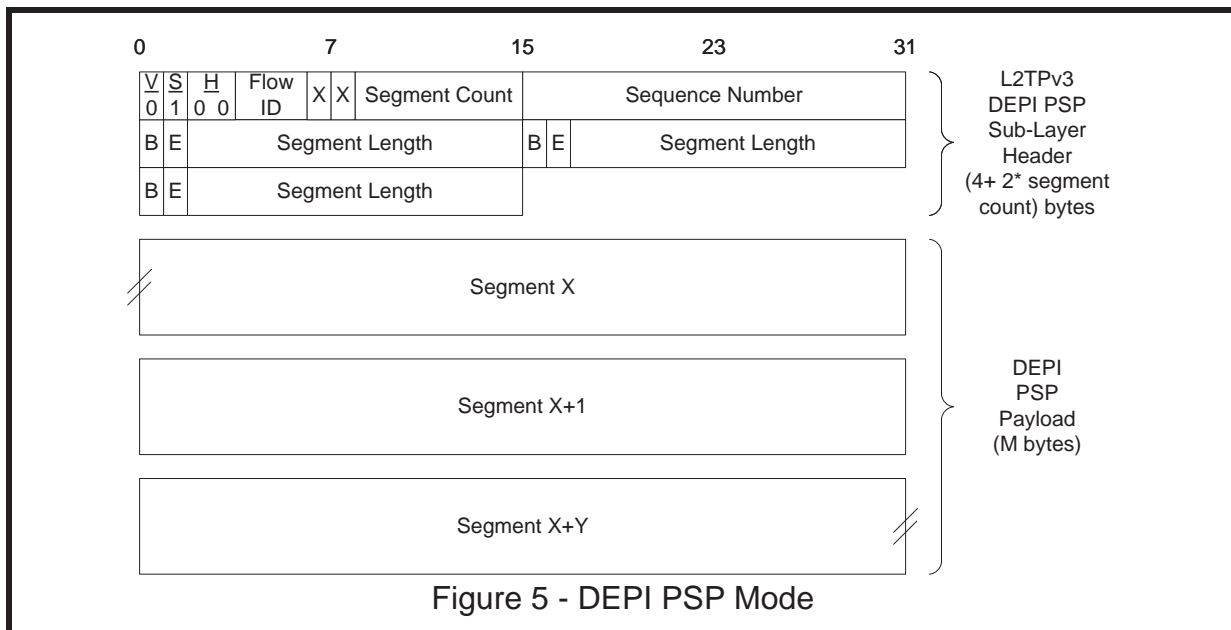 0 7 15 23 31
V S H Flow X X Segment Count Sequence Number
0 1 0 0 ID
B E Segment Length B E Segment Length
B E Segment Length
L2TPv3
DEPI PSP
Sub-Layer
Header
(4+ 2* segment
count) bytes
Segment X
Segment X+1
Segment X+Y
DEPI
PSP
Payload
(M bytes)
Figure 5 - DEPI PSP Mode